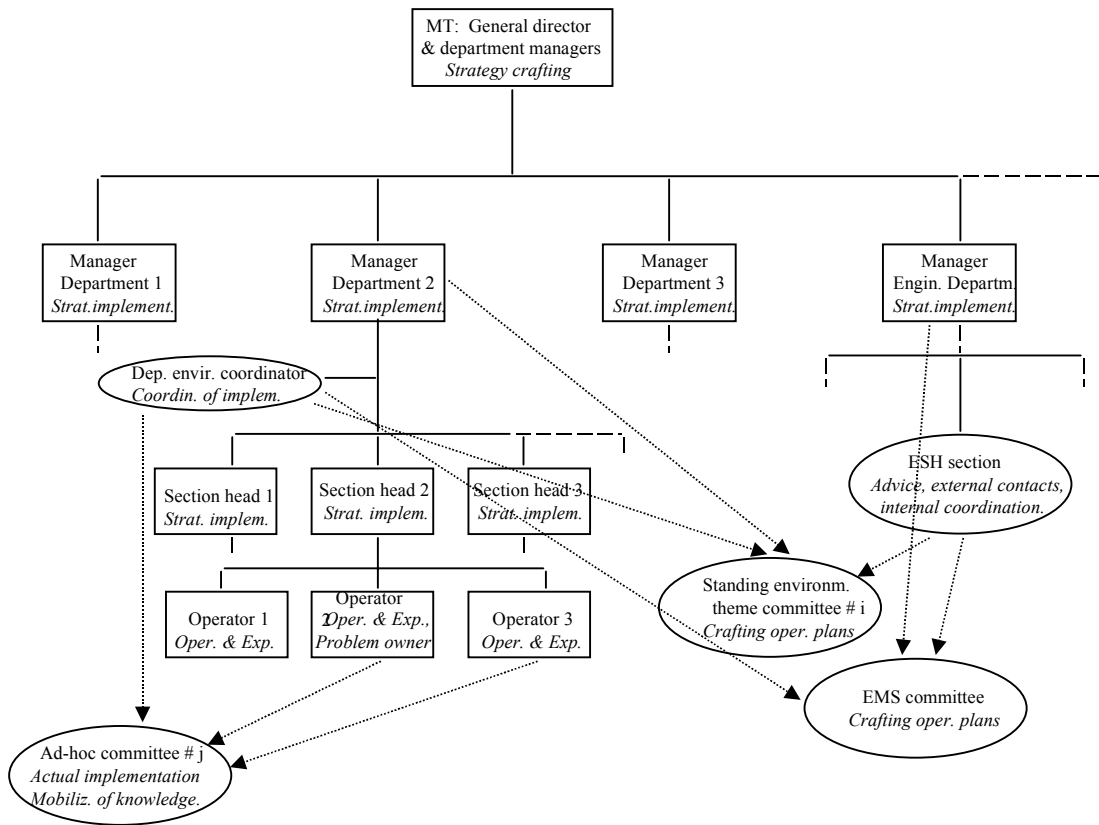 MT: General director
& department managers
Strategy crafting
Manager
Department 1
Strat.implement.
Manager
Department 2
Strat.implement.
Manager
Department 3
Strat.implement.
Manager
Engin. Departm.
Strat.implement.
Dep. envir. coordinator
Coordin. of implem.
Section head 1
Strat. implem.
Section head 2
Strat. implem.
Section head 3
Strat. implem.
ESH section
Advice, external contacts,
internal coordination.
Operator 1
Oper. & Exp.
Operator
2
Oper. & Exp.,
Problem owner
Operator 3
Oper. & Exp.
Standing environm.
theme committee # i
Crafting oper. plans
EMS committee
Crafting oper. plans
Ad-hoc committee # j
Actual implementation
Mobiliz. of knowledge.